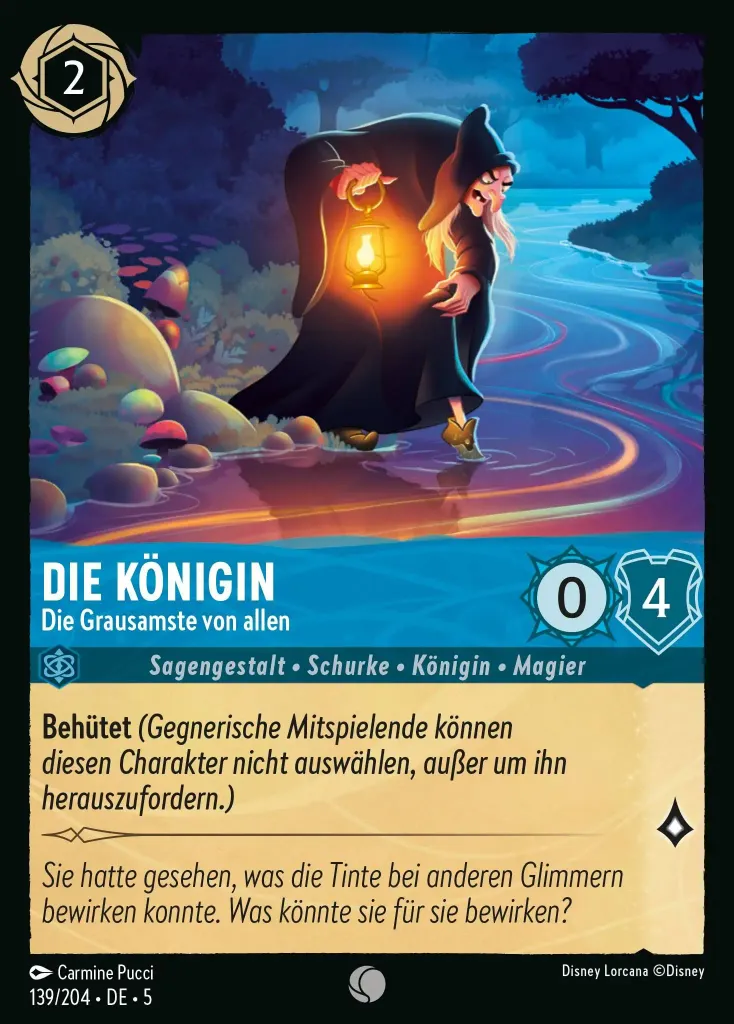 2
DIE KÖNIGIN
Die Grausamste von allen
0
4
Sagengestalt • Schurke • Königin • Magier
Behütet (Gegnerische Mitspielende können
diesen Charakter nicht auswählen, außer um ihn
herauszufordern.)
Sie hatte gesehen, was die Tinte bei anderen Glimmern
bewirken konnte. Was könnte sie für sie bewirken?
Carmine Pucci
Disney Lorcana ©Disney
139/204 • DE • 5